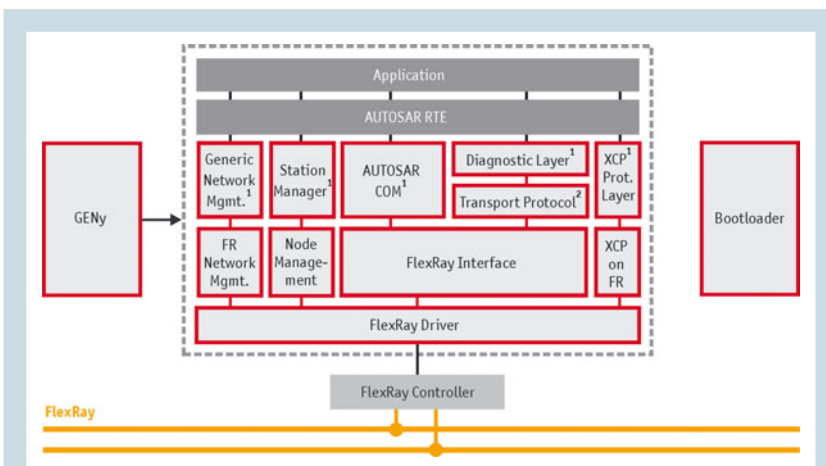 Application
AUTOSAR RTE
Generic
Network
Mgmt.¹
Station
Manager¹
AUTOSAR
COM¹
Diagnostic Layer¹
Transport Protocol²
XCP¹
Prot.
Layer
GENy
Bootloader
FR
Network
Mgmt.
Node
Manage-
ment
FlexRay Interface
XCP
on
FR
FlexRay Driver
FlexRay Controller
FlexRay